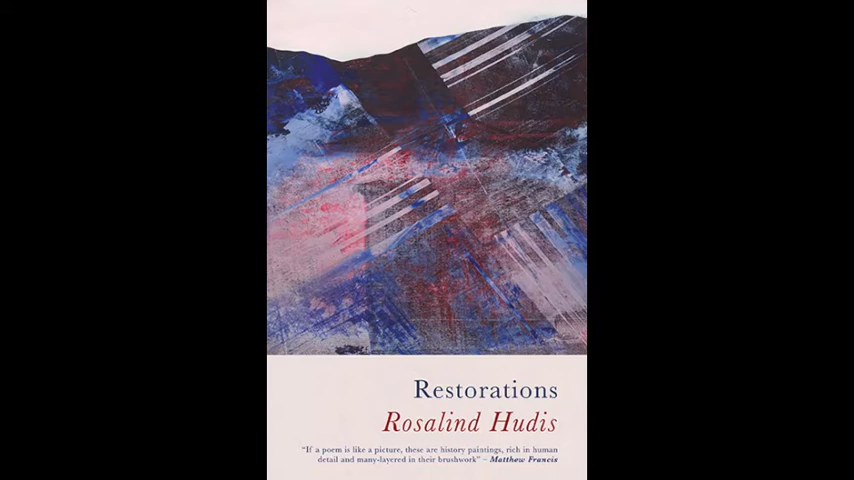 Restorations
Rosalind Hudis
“If a poem is like a picture, these are history paintings, rich in human
detail and many-layered in their brushwork” – Matthew Francis